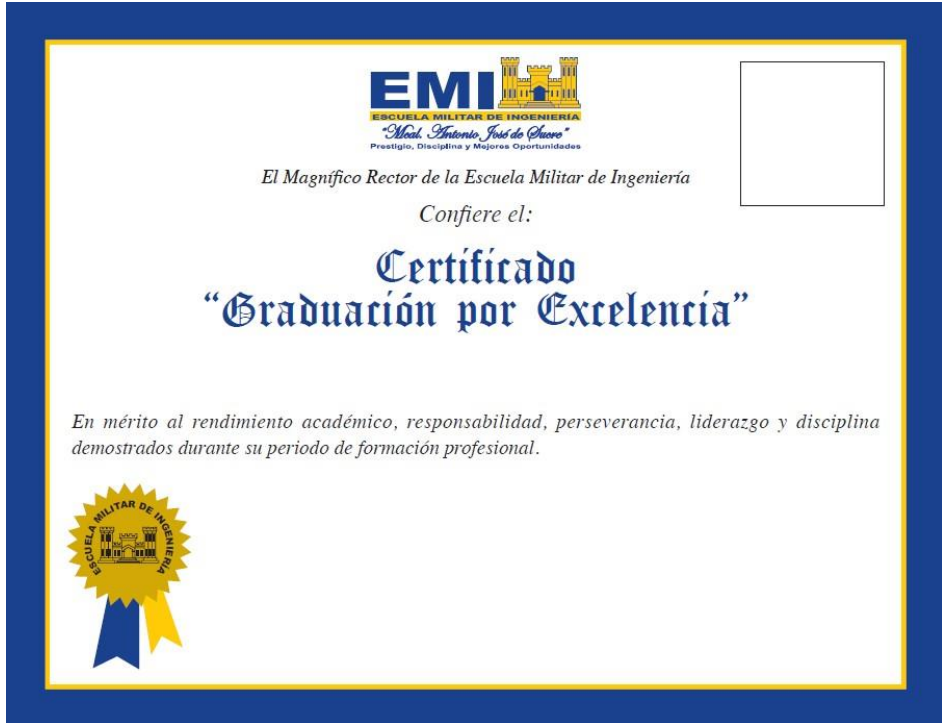 EMI
ESCUELA MILITAR DE INGENIERÍA
"Mcal. Antonio José de Sucre"
Prestigio, Disciplina y Mejores Oportunidades
El Magnífico Rector de la Escuela Militar de Ingeniería
Confiere el:
Certificado
“Graduación por Excelencia”
En mérito al rendimiento académico, responsabilidad, perseverancia, liderazgo y disciplina
demostrados durante su periodo de formación profesional.
ESCUELA MILITAR DE INGENIERÍA